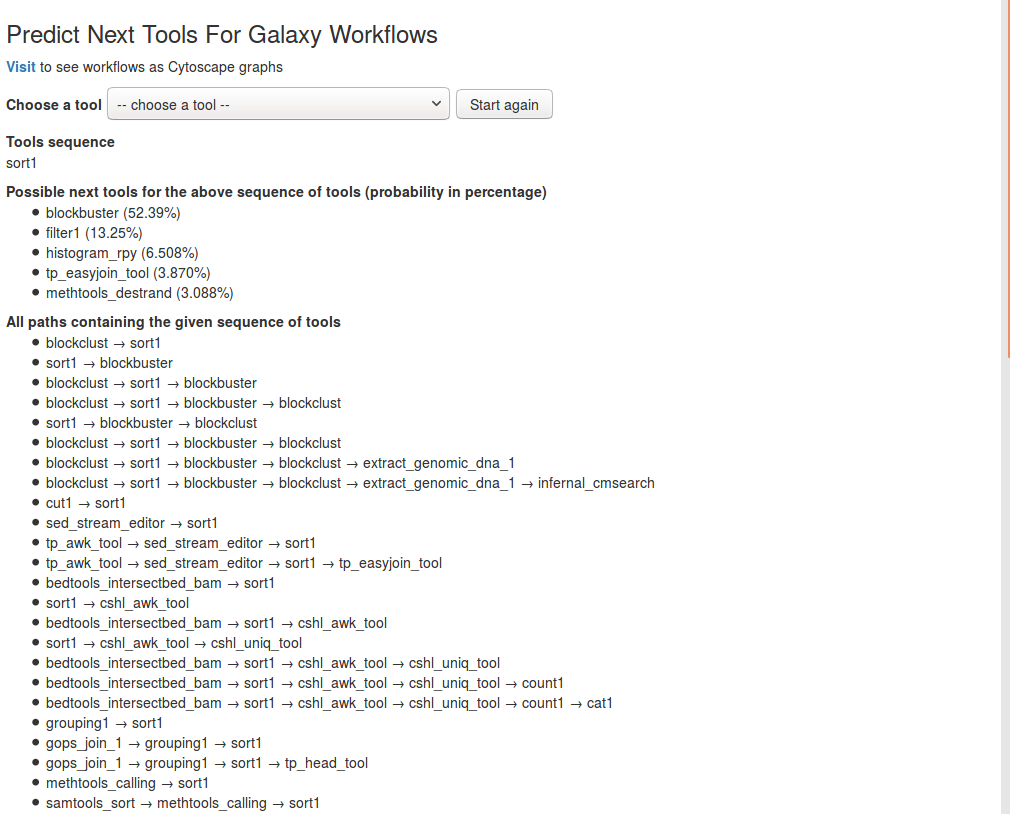 Predict Next Tools For Galaxy Workflows
Visit to see workflows as Cytoscape graphs
Choose a tool -- choose a tool -- Start again
Tools sequence
sort1
Possible next tools for the above sequence of tools (probability in percentage)
blockbuster (52.39%)
filter1 (13.25%)
histogram_rpy (6.508%)
tp_easyjoin_tool (3.870%)
methtools_destrand (3.088%)
All paths containing the given sequence of tools
blockclust → sort1
sort1 → blockbuster
blockclust → sort1 → blockbuster
blockclust → sort1 → blockbuster → blockclust
sort1 → blockbuster → blockclust
blockclust → sort1 → blockbuster → blockclust
blockclust → sort1 → blockbuster → blockclust → extract_genomic_dna_1
blockclust → sort1 → blockbuster → blockclust → extract_genomic_dna_1 → infernal_cmsearch
cut1 → sort1
sed_stream_editor → sort1
tp_awk_tool → sed_stream_editor → sort1
tp_awk_tool → sed_stream_editor → sort1 → tp_easyjoin_tool
bedtools_intersectbed_bam → sort1
sort1 → cshl_awk_tool
bedtools_intersectbed_bam → sort1 → cshl_awk_tool
sort1 → cshl_awk_tool → cshl_uniq_tool
bedtools_intersectbed_bam → sort1 → cshl_awk_tool → cshl_uniq_tool
bedtools_intersectbed_bam → sort1 → cshl_awk_tool → cshl_uniq_tool → count1
bedtools_intersectbed_bam → sort1 → cshl_awk_tool → cshl_uniq_tool → count1 → cat1
grouping1 → sort1
gops_join_1 → grouping1 → sort1
gops_join_1 → grouping1 → sort1 → tp_head_tool
methtools_calling → sort1
samtools_sort → methtools_calling → sort1